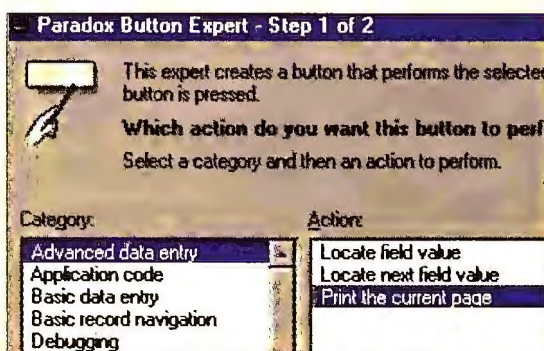 Paradox Button Expert - Step 1 of 2
This expert creates a button that performs the selected
button is pressed.
Which action do you want this button to
Select a category and then an action to perform.
Category:
Action:
Advanced data entry
Application code
Basic data entry
Basic record navigation
Debugging
Locate field value
Locate next field value
Print the current page